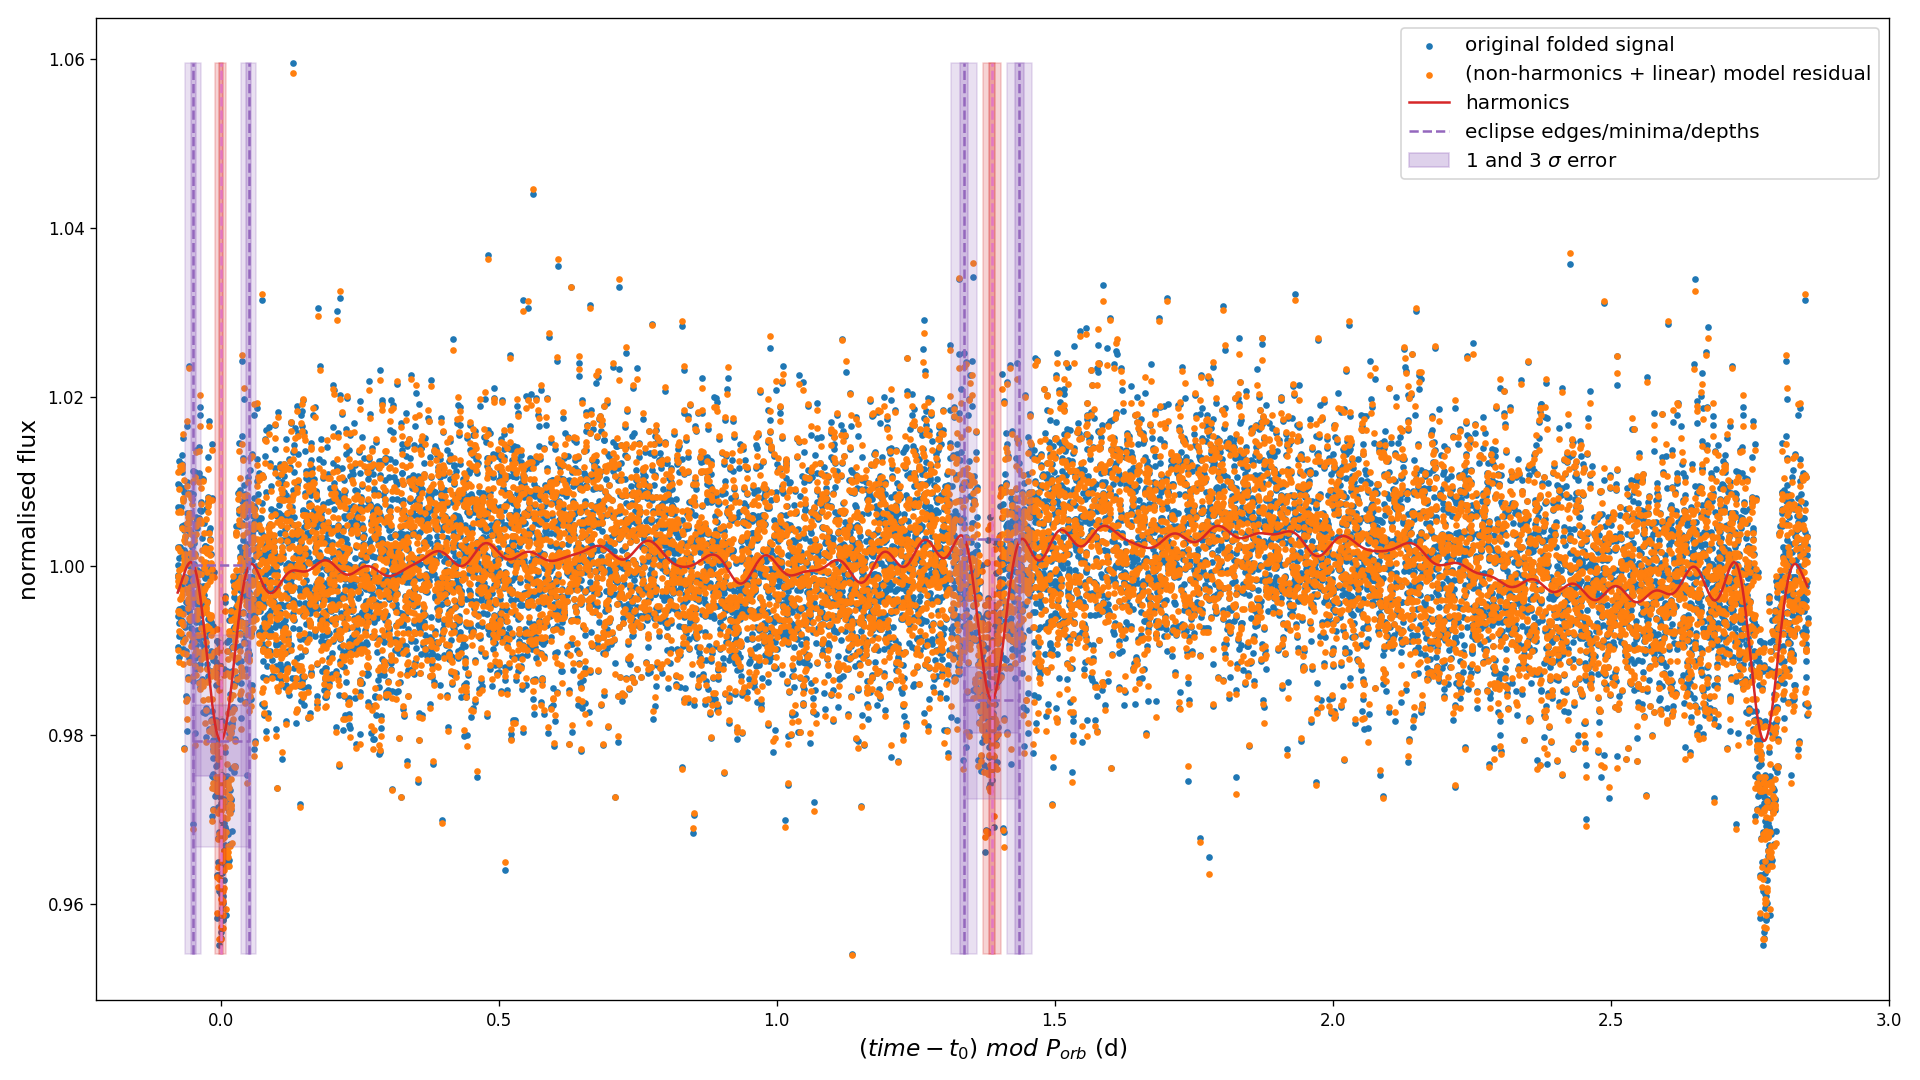 1.06
1.04
1.02
1.00
0.98
0.96
normalised flux
original folded signal
(non-harmonics + linear) model residual
harmonics
eclipse edges/minima/depths
1 and 3 σ error
0.0 0.5 1.0 1.5 2.0 2.5 3.0
(time − t₀) mod Pₒᵣ♭ (d)